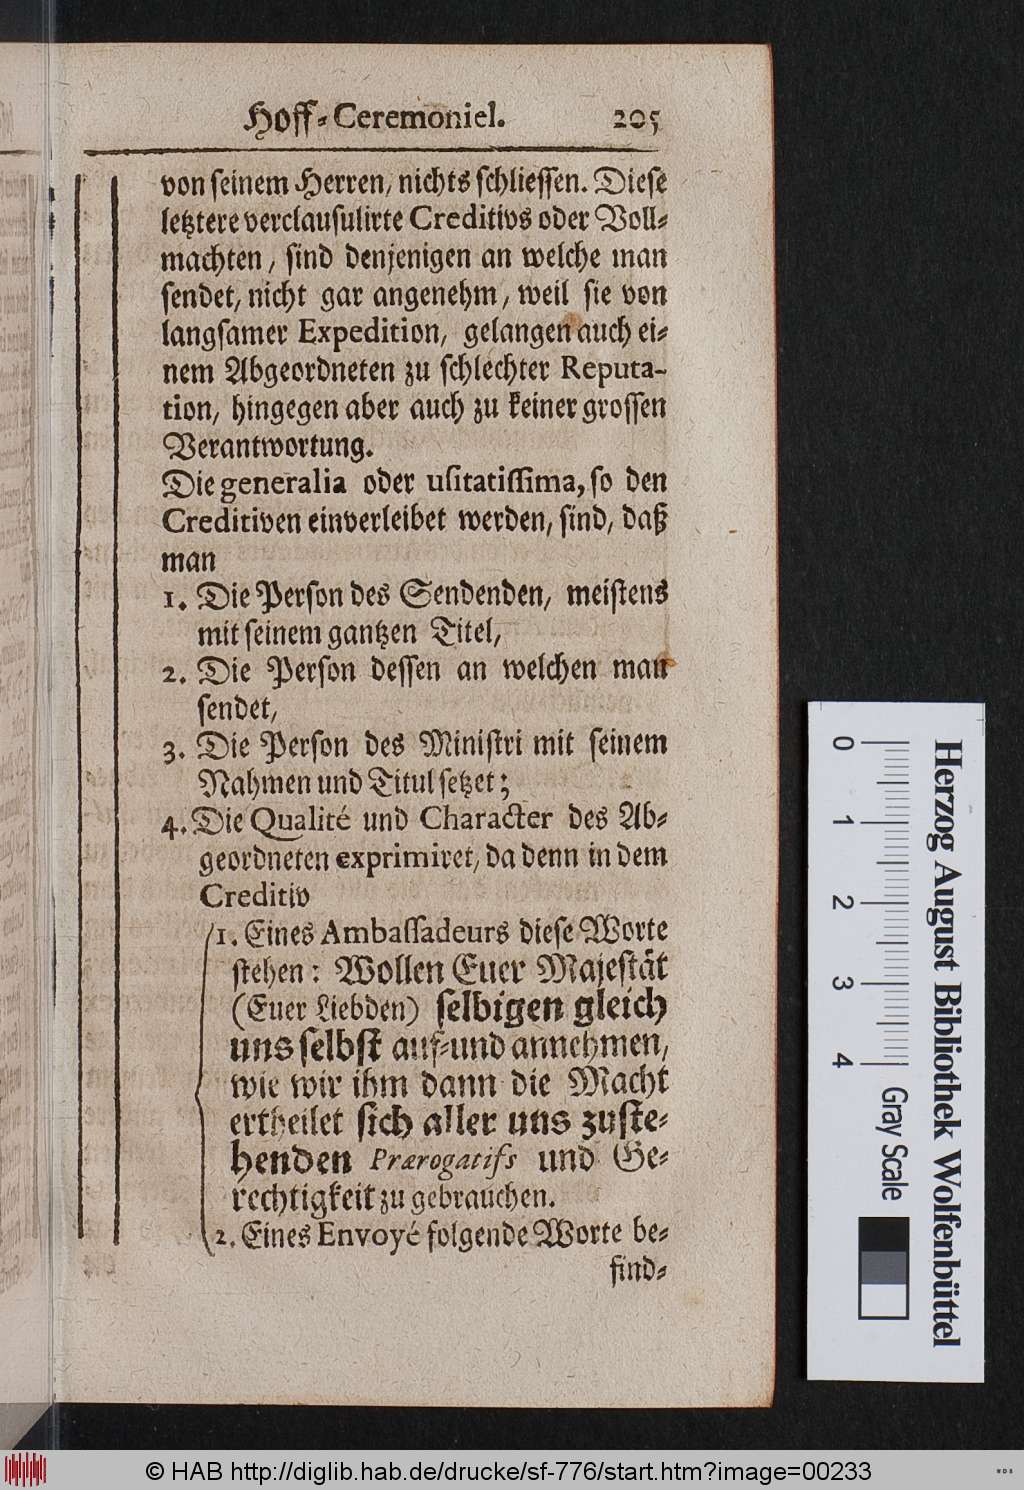 Hoff-Ceremoniel. 205
von seinem Herren, nichts schliessen. Diese
letztere verclausulirte Creditivs oder Voll-
machten, sind denjenigen an welche man
sendet, nicht gar angenehm, weil sie von
langsamer Expedition, gelangen auch ei-
nem Abgeordneten zu schlechter Reputa-
tion, hingegen aber auch zu keiner grossen
Verantwortung.
Die generalia oder usitatissima, so den
Creditiven einverleibet werden, sind, daß
man
1. Die Person des Sendenden, meistens
mit seinem gantzen Titel,
2. Die Person dessen an welchen man
sendet,
3. Die Person des Ministri mit seinem
Nahmen und Titul setzet;
4. Die Qualité und Character des Ab-
geordneten exprimiret, da denn in dem
Creditiv
1. Eines Ambassadeurs diese Worte
stehen: Wollen Euer Majestät
(Euer Liebden) selbigen gleich
uns selbst auf-und annehmen,
wie wir ihm dann die Macht
ertheilet sich aller uns zuste-
henden Prærogatifs und Ge-
rechtigkeit zu gebrauchen.
2. Eines Envoyé folgende Worte be-
find-
0 1 2 3 4 Gray Scale
Herzog August Bibliothek Wolfenbüttel
© HAB http://diglib.hab.de/drucke/sf-776/start.htm?image=00233
WDB